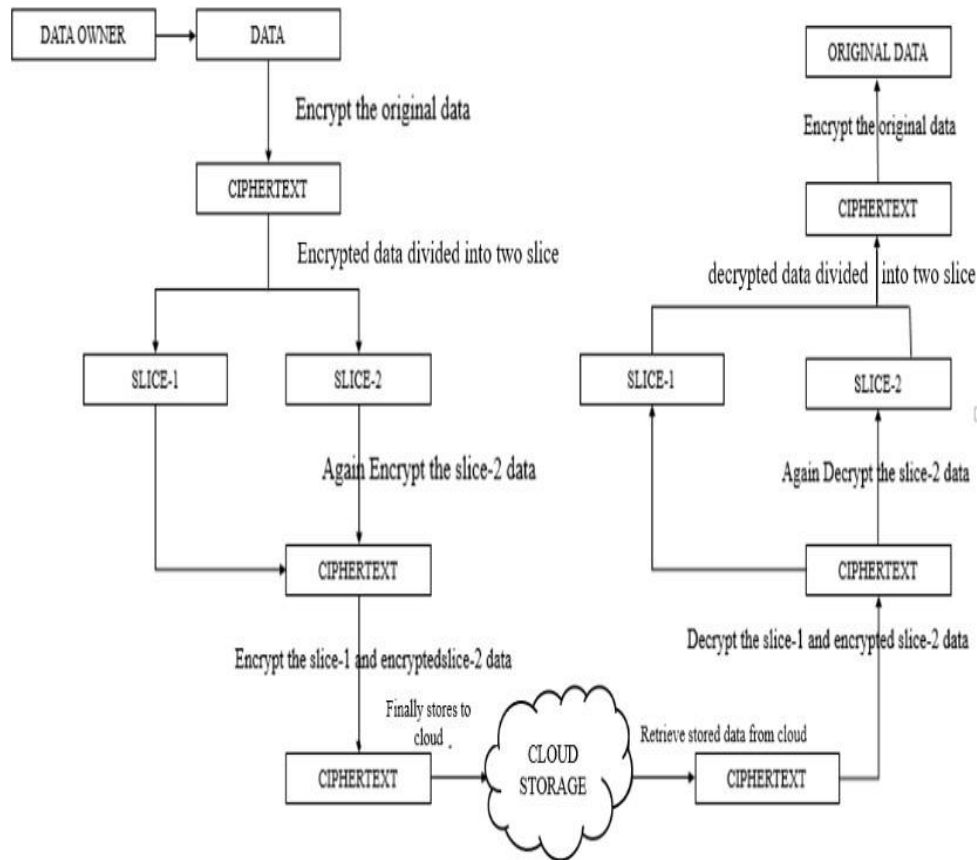 DATA OWNER
DATA
Encrypt the original data
CIPHERTEXT
Encrypted data divided into two slice
SLICE-1
SLICE-2
Again Encrypt the slice-2 data
CIPHERTEXT
Encrypt the slice-1 and encryptedslice-2 data
CIPHERTEXT
Finally stores to
cloud .
CLOUD
STORAGE
Retrieve stored data from cloud
CIPHERTEXT
Decrypt the slice-1 and encrypted slice-2 data
CIPHERTEXT
Again Decrypt the slice-2 data
SLICE-1
SLICE-2
decrypted data divided into two slice
CIPHERTEXT
Encrypt the original data
ORIGINAL DATA